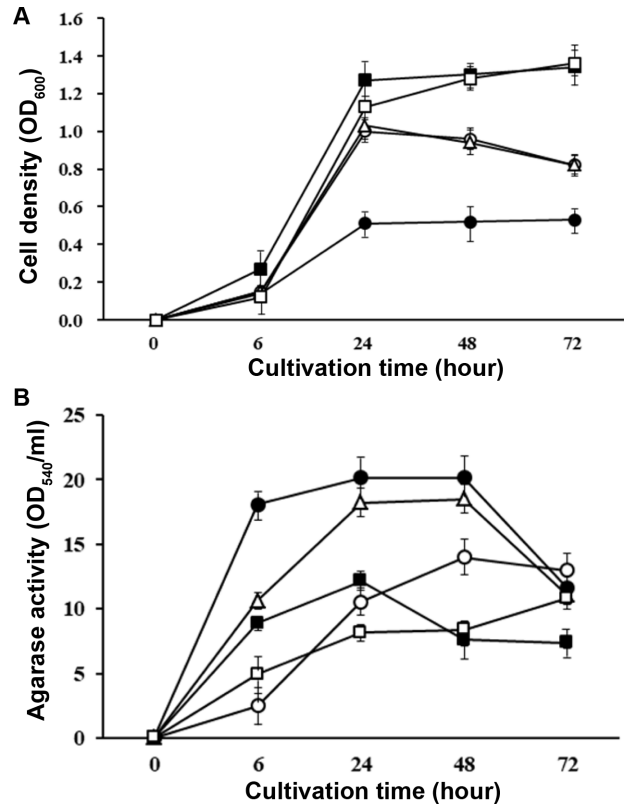 A
1.6
1.4
1.2
1.0
0.8
0.6
0.4
0.2
0.0
Cell density (OD600)
0 6 24 48 72
Cultivation time (hour)
B
25
20
15
10
5
0
Agarase activity (OD540/ml)
0 6 24 48 72
Cultivation time (hour)